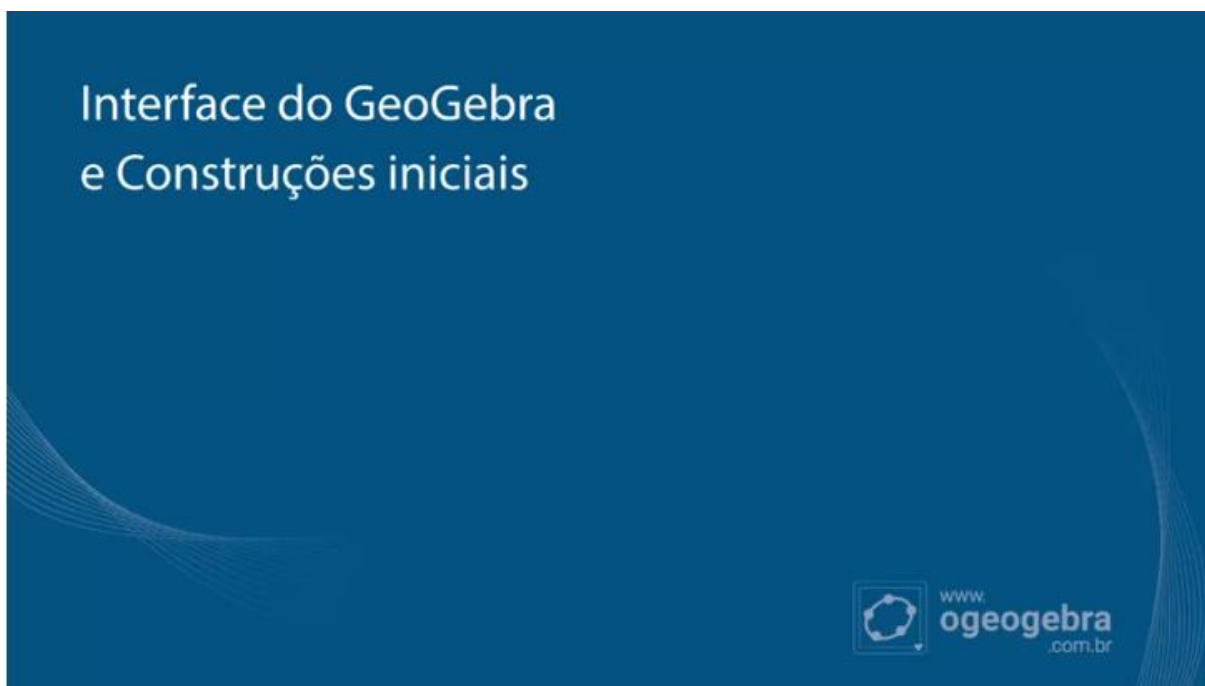 Interface do GeoGebra
e Construções iniciais
www.
ogeogebra
.com.br